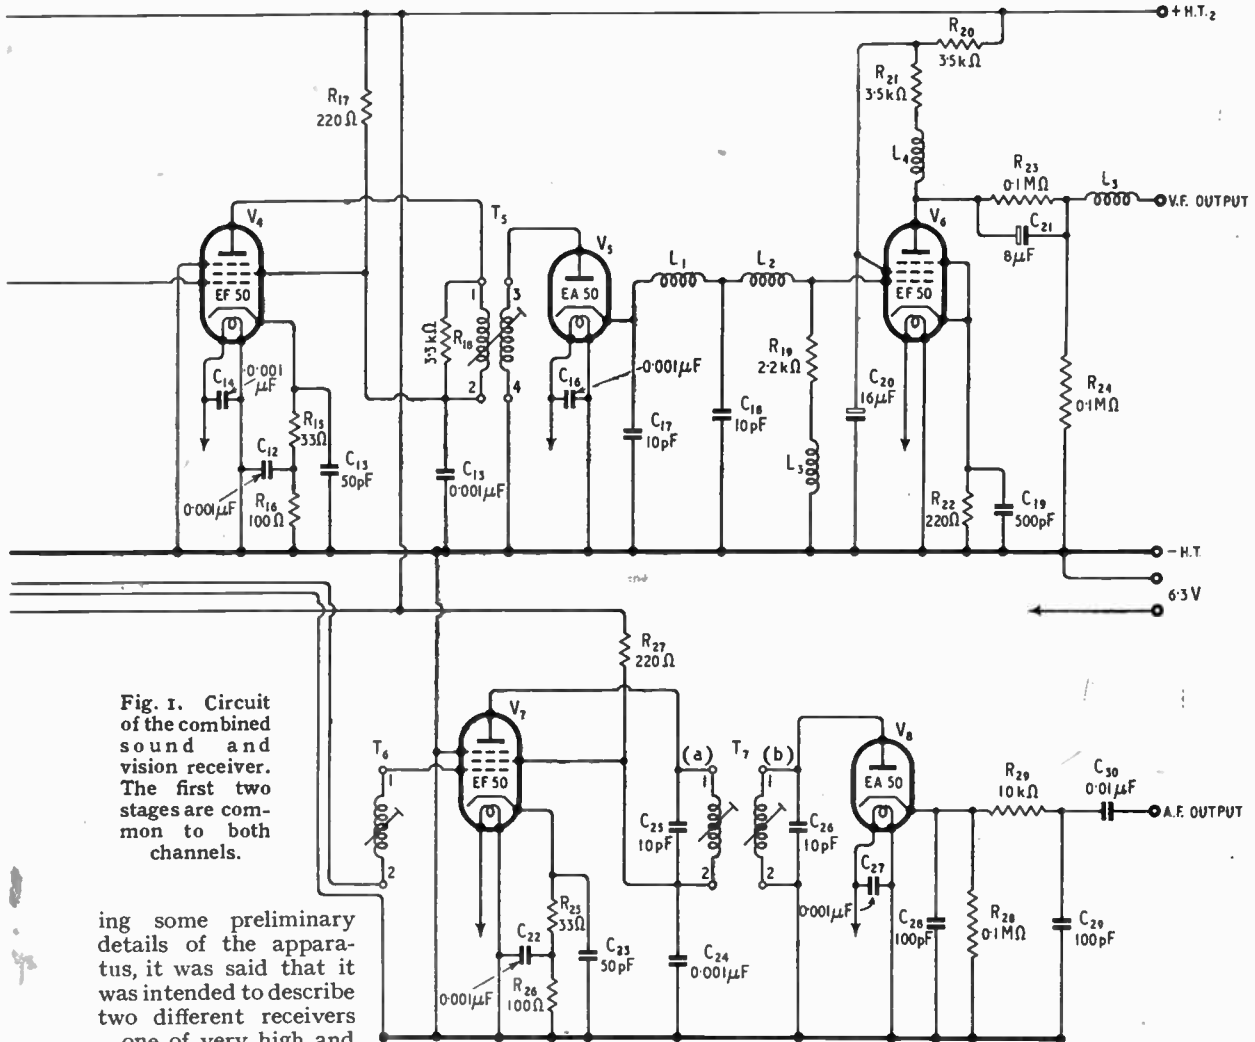 + H.T.2
R20
3.5kΩ
R21
3.5kΩ
R17
220Ω
L4
R23
0.1MΩ
L3
V.F. OUTPUT
C21
8μF
V4
T5
V5
V6
EF 50
EA 50
EF 50
L1
L2
1
3
3.3kΩ
R18
2
4
R19
2.2kΩ
C14
0.001
μF
C16
0.001μF
C20
16μF
R24
0.1MΩ
R15
33Ω
C17
10pF
C18
10pF
C12
C13
50pF
L3
C13
0.001μF
0.001μF
R16
100Ω
R22
220Ω
C19
500pF
- H.T.
6.3 V
R27
220Ω
Fig. 1. Circuit
of the combined
sound and
vision receiver.
The first two
stages are com-
mon to both
channels.
V7
T6
1
EF 50
(a)
T7
(b)
1
1
V8
EA 50
R29
10kΩ
C30
0.01μF
A.F. OUTPUT
C25
10pF
C26
10pF
2
2
2
C27
0.001μF
R25
33Ω
C22
C23
50pF
C24
0.001μF
C28
100pF
R28
0.1MΩ
C29
100pF
0.001μF
R26
100Ω
ing some preliminary
details of the appara-
tus, it was said that it
was intended to describe
two different receivers
one of very high and